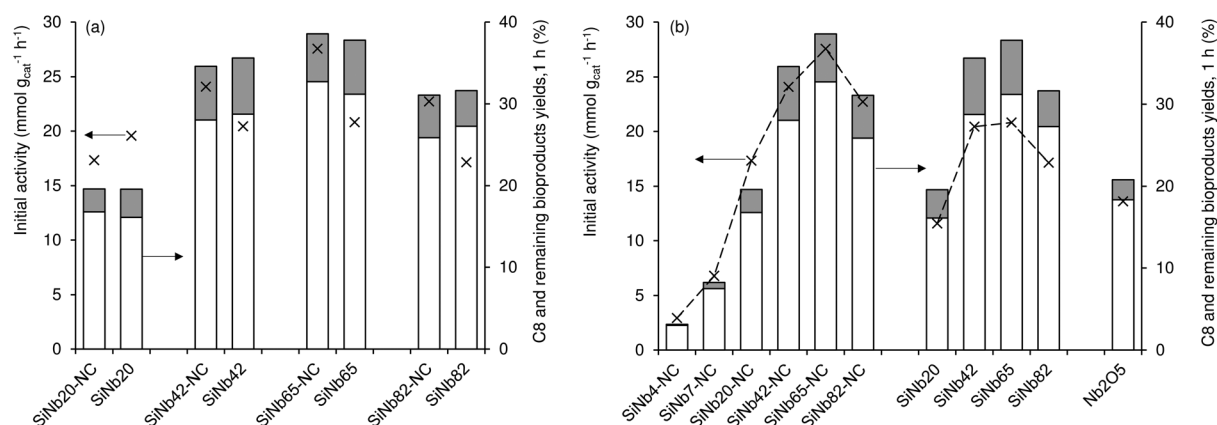 (a)
Initial activity (mmol g_cat^-1 h^-1)
30
25
20
15
10
5
0
40
30
20
10
0
C8 and remaining bioproducts yields,1 h (%)
SiNb20-NC
SiNb20
SiNb42-NC
SiNb42
SiNb65-NC
SiNb65
SiNb82-NC
SiNb82
(b)
Initial activity (mmol g_cat^-1 h^-1)
30
25
20
15
10
5
0
40
30
20
10
0
C8 and remaining bioproducts yields, 1 h (%)
SiNb4-NC
SiNb7-NC
SiNb20-NC
SiNb42-NC
SiNb65-NC
SiNb82-NC
SiNb20
SiNb42
SiNb65
SiNb82
Nb2O5